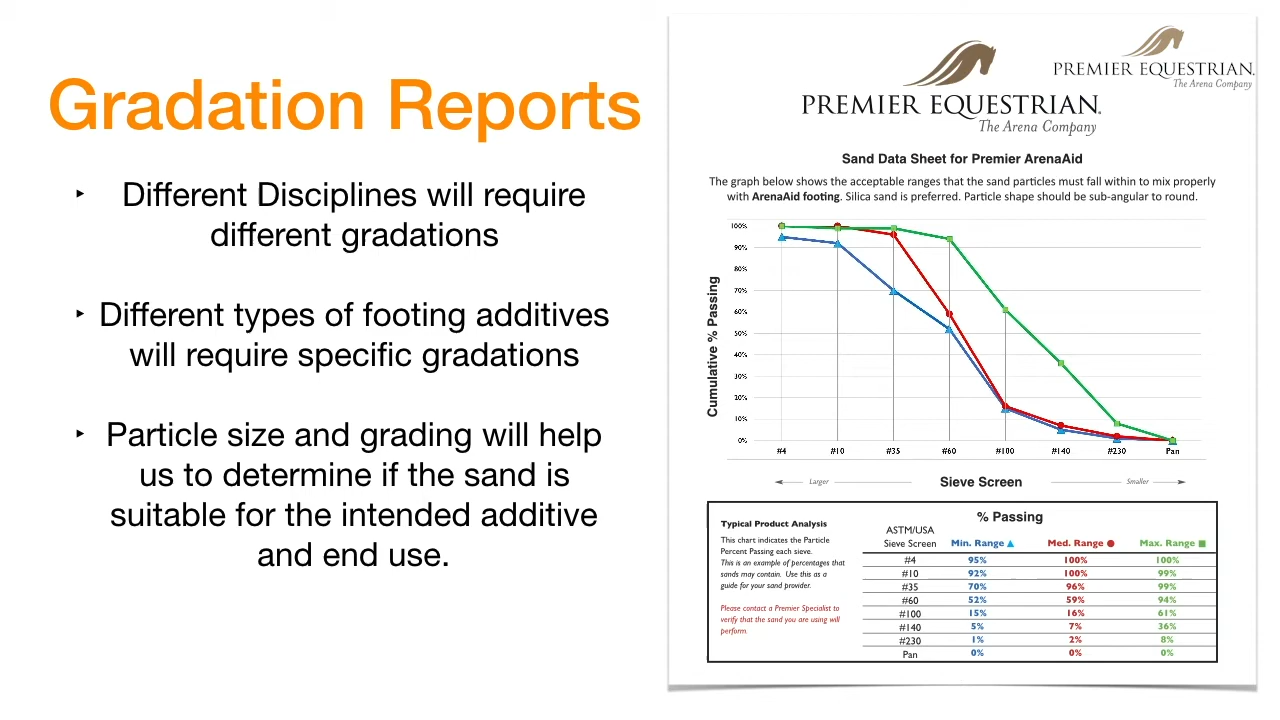 Gradation Reports
‣ Different Disciplines will require
different gradations
‣ Different types of footing additives
will require specific gradations
‣ Particle size and grading will help
us to determine if the sand is
suitable for the intended additive
and end use.
PREMIER EQUESTRIAN.
The Arena Company
PREMIER EQUESTRIAN.
The Arena Company
Sand Data Sheet for Premier ArenaAid
The graph below shows the acceptable ranges that the sand particles must fall within to mix properly
with ArenaAid footing. Silica sand is preferred. Particle shape should be sub-angular to round.
Cumulative % Passing
100%
90%
80%
70%
60%
50%
40%
30%
20%
10%
0%
#4 #10 #35 #60 #100 #140 #230 Pan
Larger Sieve Screen Smaller
Typical Product Analysis
This chart indicates the Particle
Percent Passing each sieve.
This is an example of percentages that
sands may contain. Use this as a
guide for your sand provider.
Please contact a Premier Specialist to
verify that the sand you are using will
perform.
% Passing
ASTM/USA
Sieve Screen Min. Range ▲ Med. Range ● Max. Range ■
#4 95% 100% 100%
#10 92% 100% 99%
#35 70% 96% 99%
#60 52% 59% 94%
#100 15% 16% 61%
#140 5% 7% 36%
#230 1% 2% 8%
Pan 0% 0% 0%